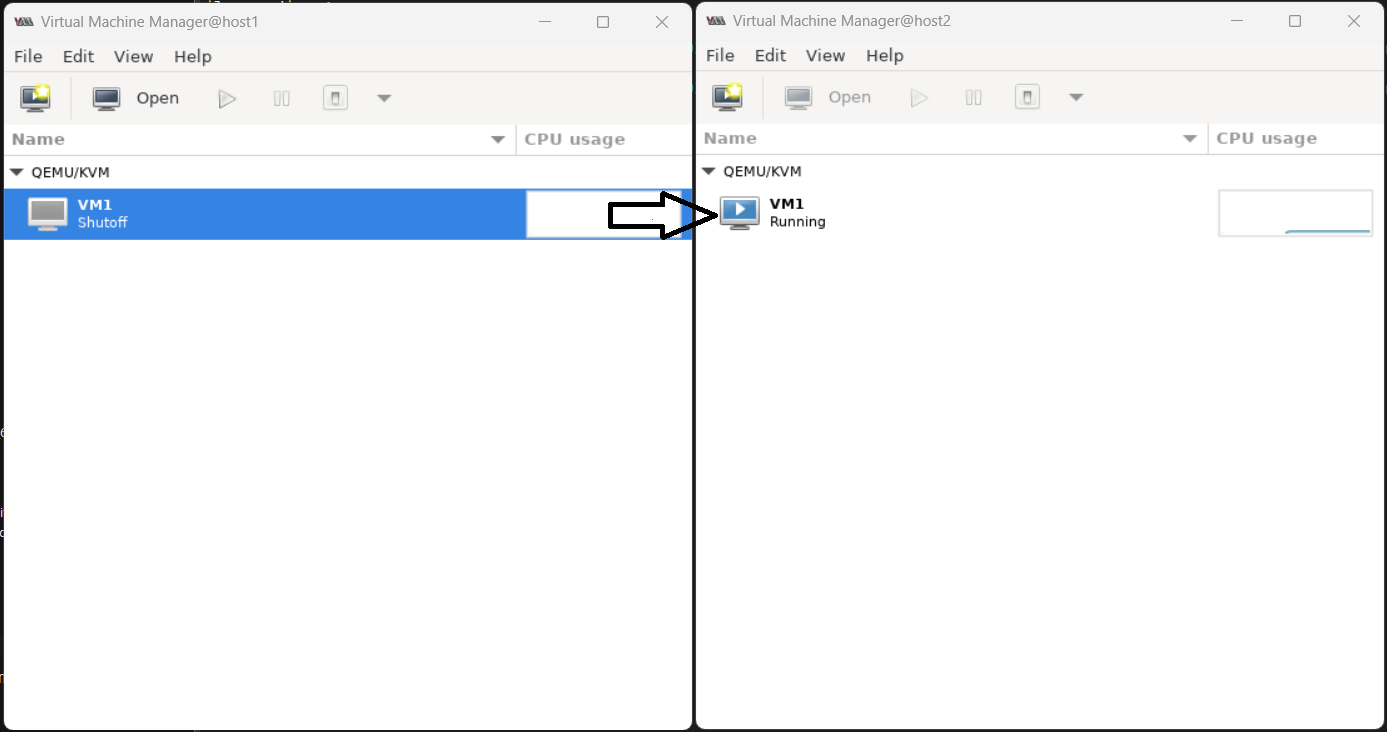 Virtual Machine Manager@host1
File Edit View Help
Open
Name CPU usage
QEMU/KVM
VM1
Shutoff
Virtual Machine Manager@host2
File Edit View Help
Open
Name CPU usage
QEMU/KVM
VM1
Running